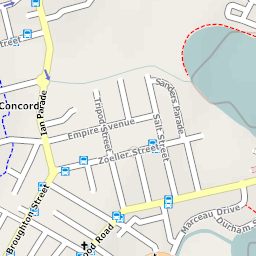 Street
Concord
Ian Parade
Tripod Street
Sanders Parade
Salt Street
Empire Avenue
Zoeller Street
Broughton Street
ood Road
Marceau Drive
Durham S